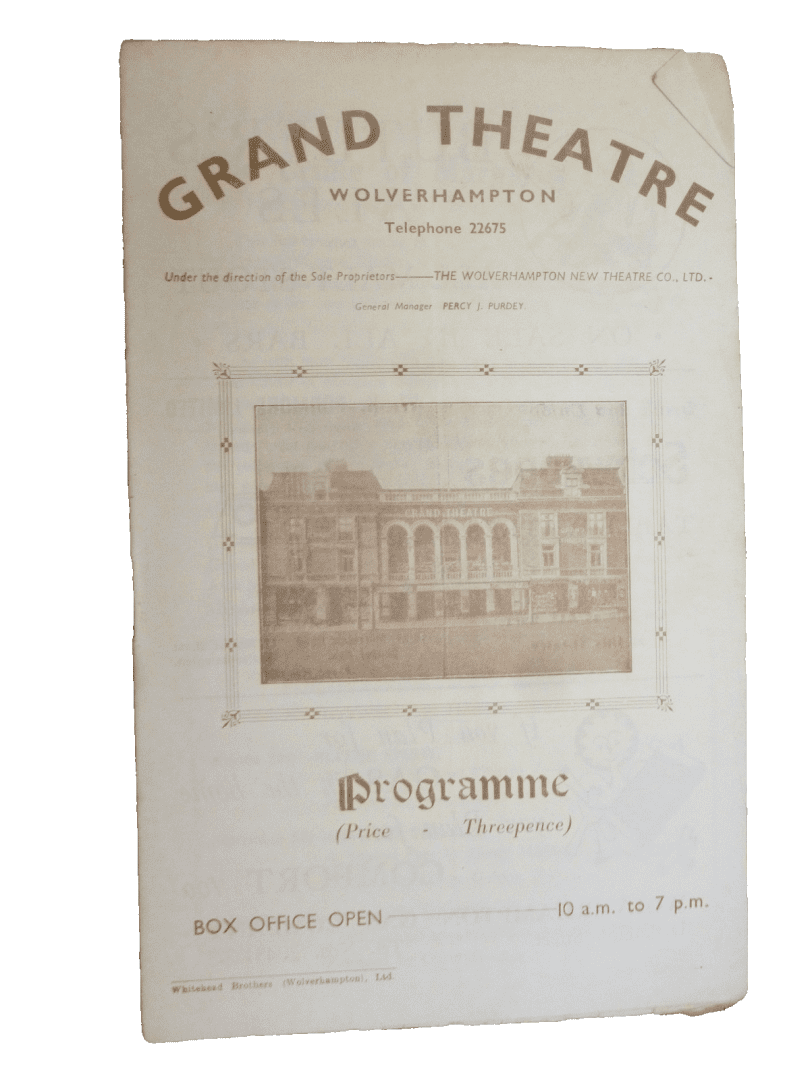 GRAND THEATRE
WOLVERHAMPTON
Telephone 22675
Under the direction of the Sole Proprietors——THE WOLVERHAMPTON NEW THEATRE CO., LTD.
General Manager PERCY J. PURDEY.
GRAND THEATRE
Programme
(Price - Threepence)
BOX OFFICE OPEN——10 a.m. to 7 p.m.
Whitehead Brothers (Wolverhampton), Ltd.